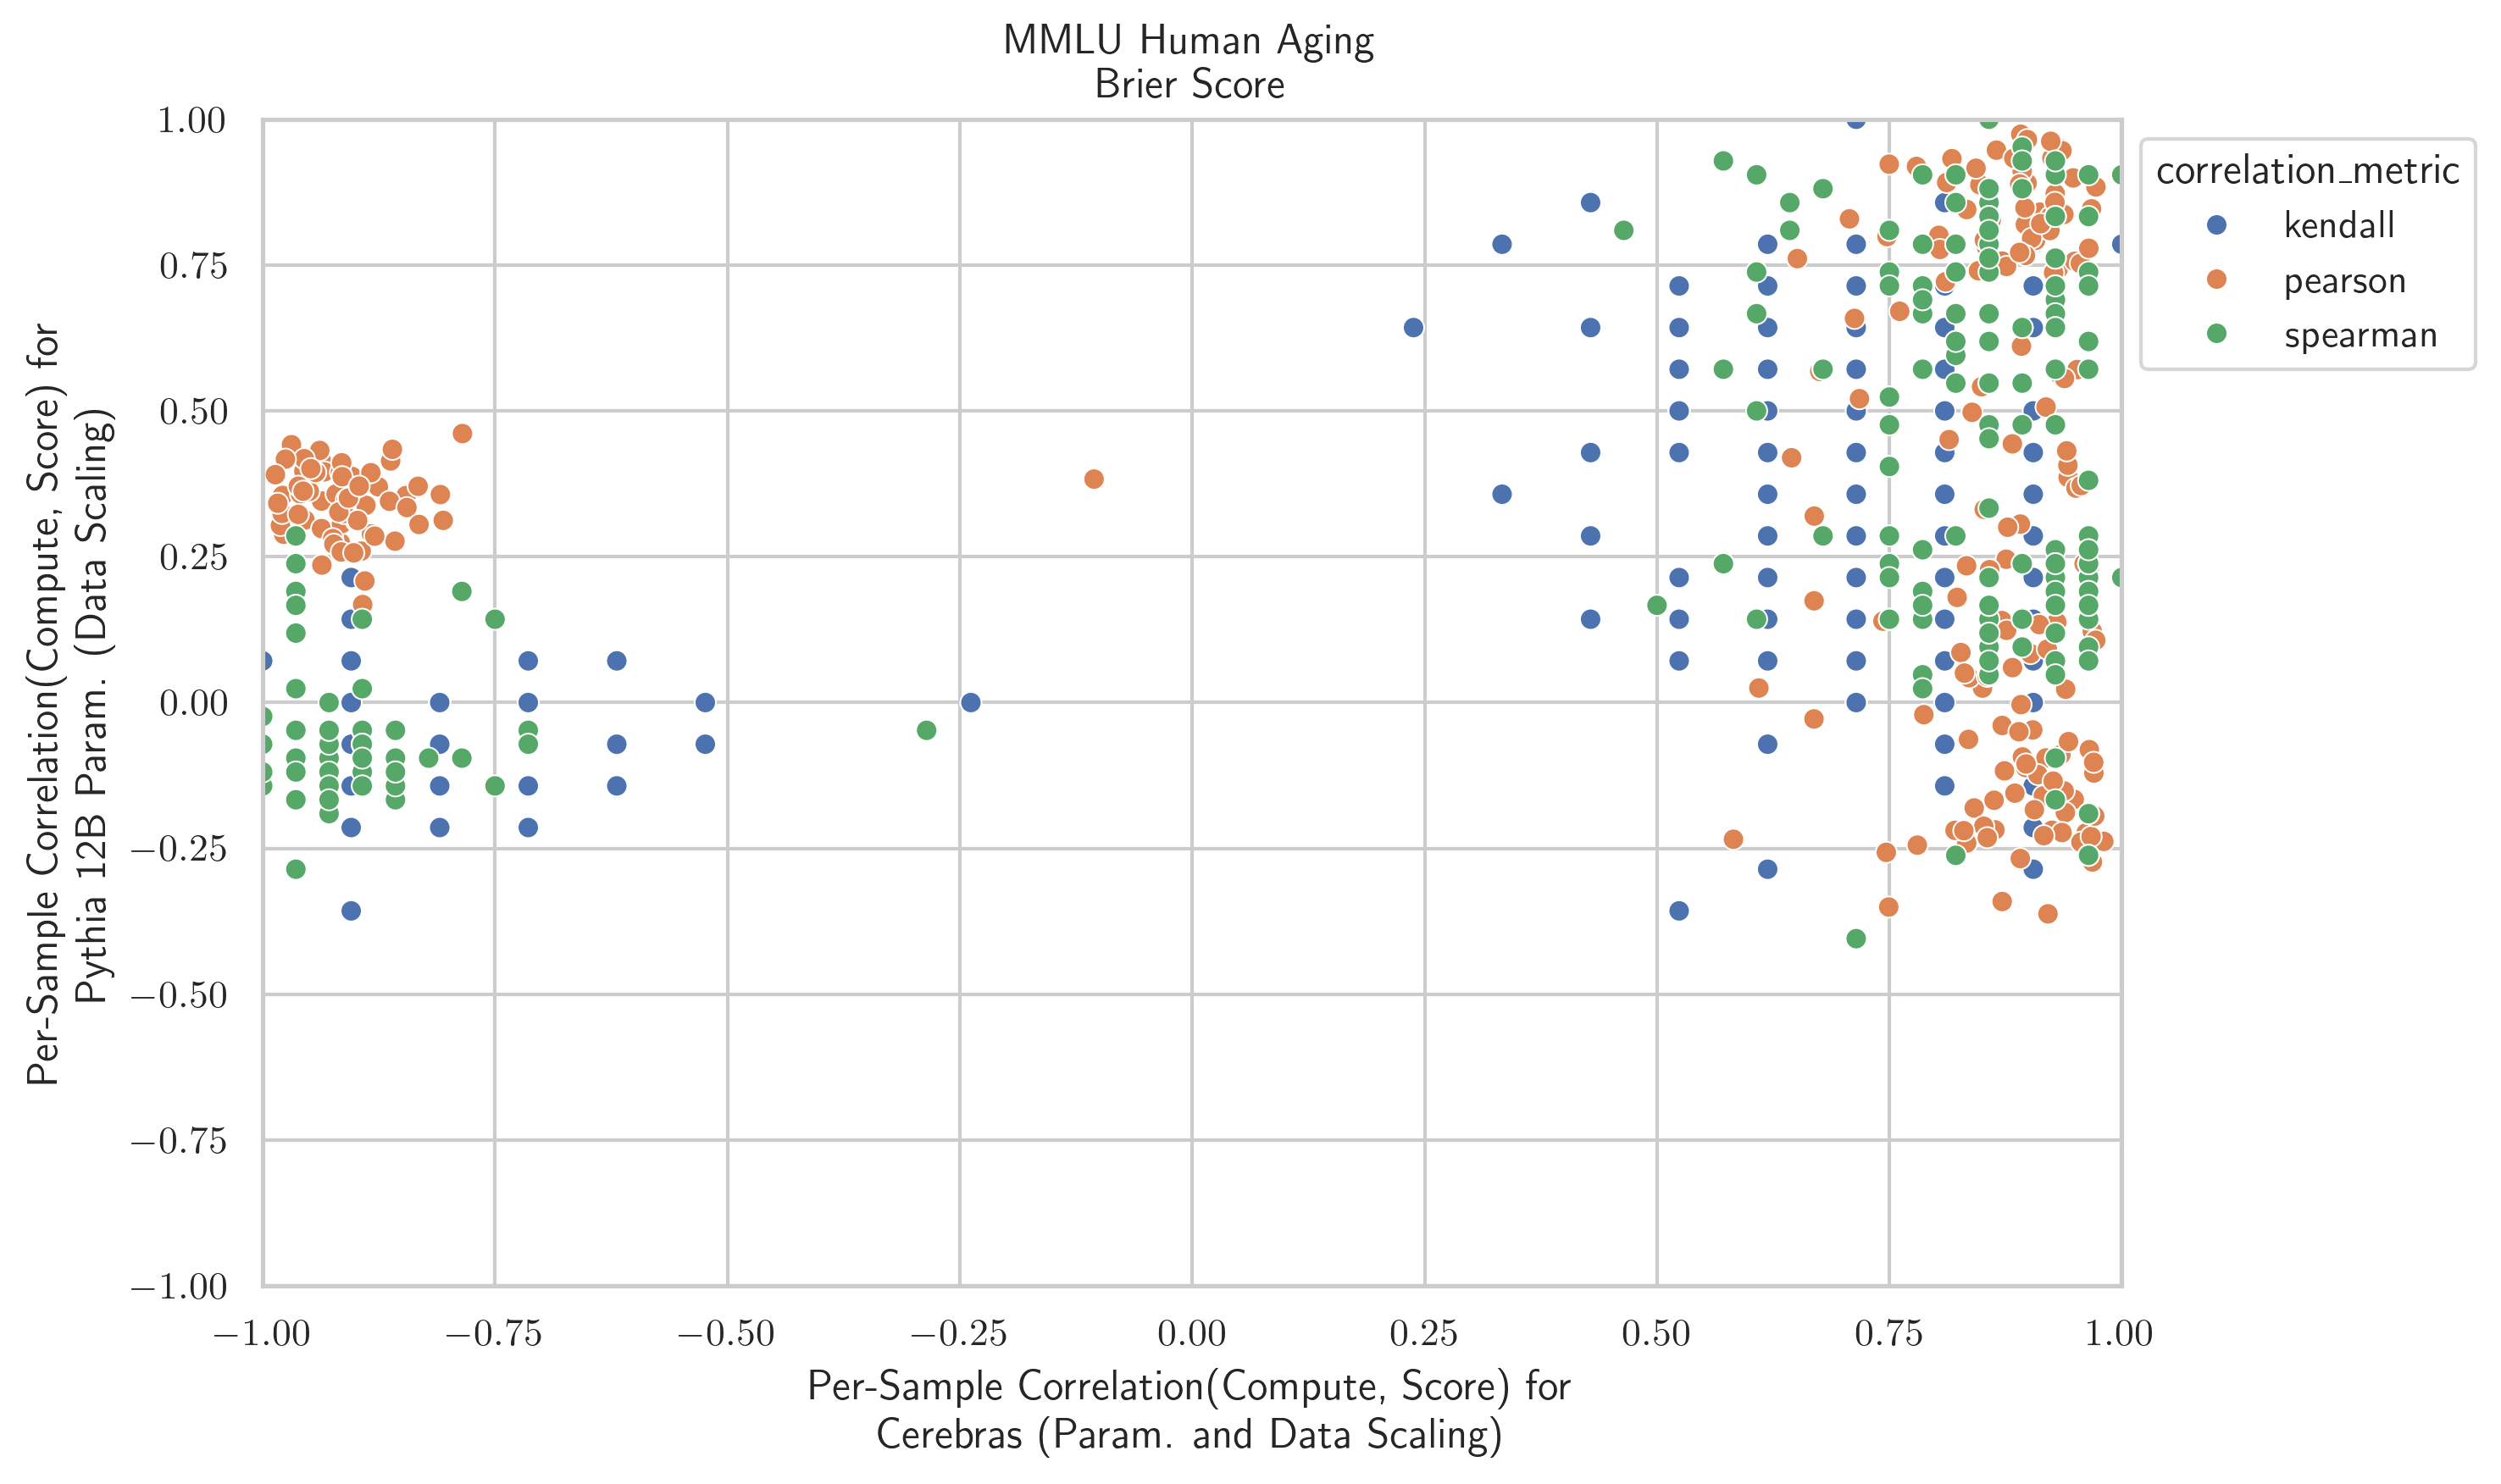 MMLU Human Aging
Brier Score
1.00
0.75
0.50
0.25
0.00
−0.25
−0.50
−0.75
−1.00
Per-Sample Correlation(Compute, Score) for
Pythia 12B Param. (Data Scaling)
correlation_metric
kendall
pearson
spearman
−1.00 −0.75 −0.50 −0.25 0.00 0.25 0.50 0.75 1.00
Per-Sample Correlation(Compute, Score) for
Cerebras (Param. and Data Scaling)